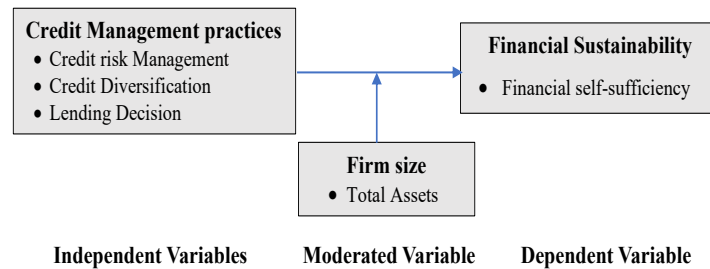 Credit Management practices
• Credit risk Management
• Credit Diversification
• Lending Decision
Financial Sustainability
• Financial self-sufficiency
Firm size
• Total Assets
Independent Variables
Moderated Variable
Dependent Variable